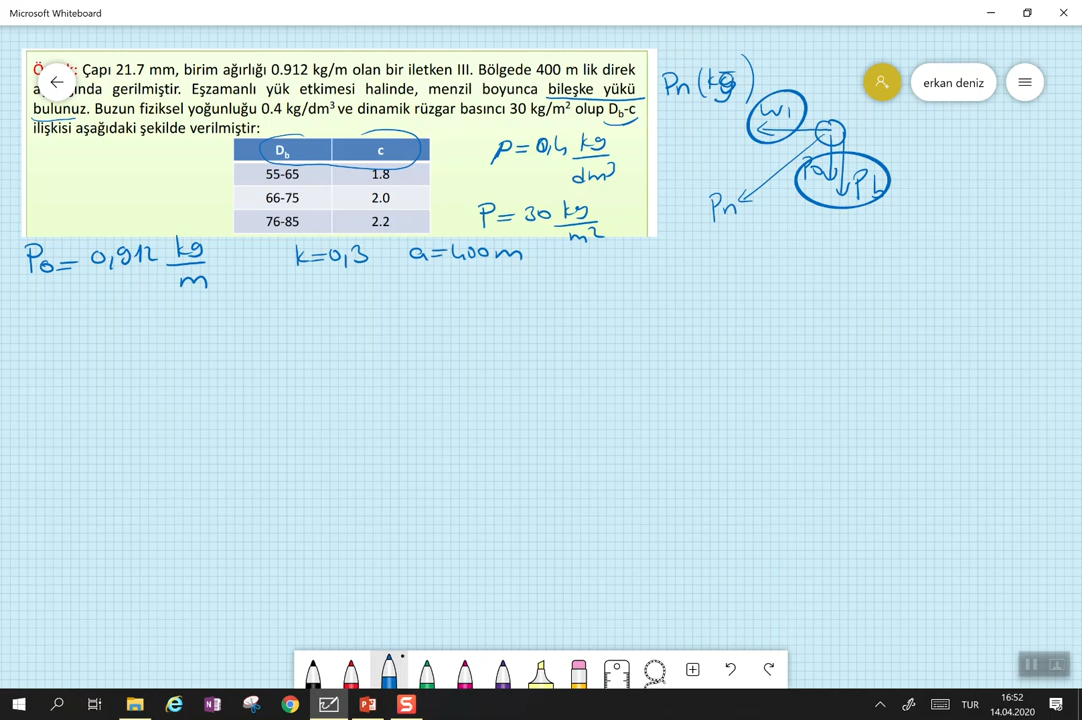 Microsoft Whiteboard
Çapı 21.7 mm, birim ağırlığı 0.912 kg/m olan bir iletken III. Bölgede 400 m lik direk
gerilmiştir. Eşzamanlı yük etkimesi halinde, menzil boyunca bileşke yükü
bulunuz. Buzun fiziksel yoğunluğu 0.4 kg/dm³ ve dinamik rüzgar basıncı 30 kg/m² olup Db-c
ilişkisi aşağıdaki şekilde verilmiştir:
Db c
55-65 1.8
66-75 2.0
76-85 2.2
Pn (kg)
erkan deniz
W1
P0 Pb
Pn
ρ = 0,4 kg/dm³
P = 30 kg/m²
P0 = 0,912 kg/m k=0,3 a=400m
TUR
16:52
14.04.2020